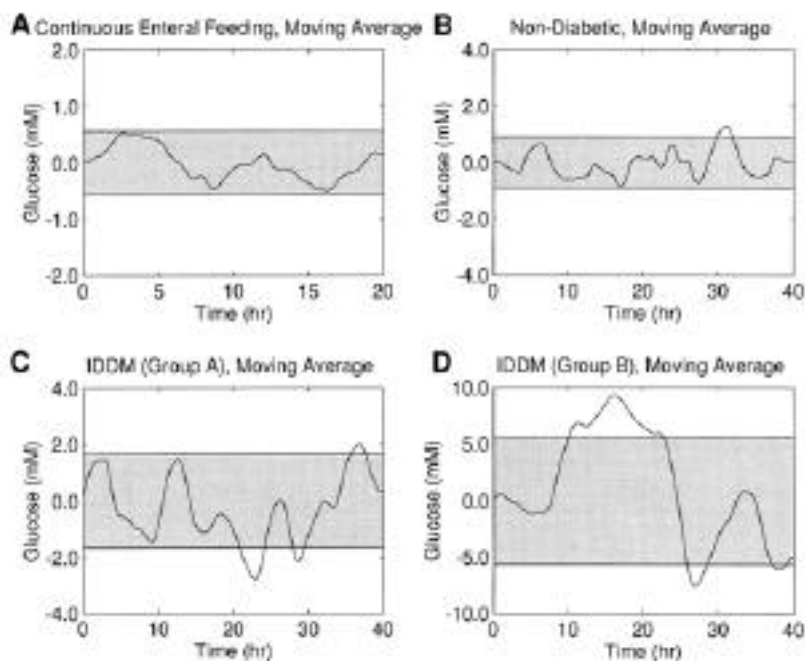 A Continuous Enteral Feeding, Moving Average
2.0
1.0
0.0
-1.0
-2.0
Glucose (mM)
0 5 10 15 20
Time (hr)
B Non-Diabetic, Moving Average
4.0
2.0
0.0
-2.0
-4.0
Glucose (mM)
0 10 20 30 40
Time (hr)
C IDDM (Group A), Moving Average
4.0
2.0
0.0
-2.0
-4.0
Glucose (mM)
0 10 20 30 40
Time (hr)
D IDDM (Group B), Moving Average
10.0
5.0
0.0
-5.0
-10.0
Glucose (mM)
0 10 20 30 40
Time (hr)